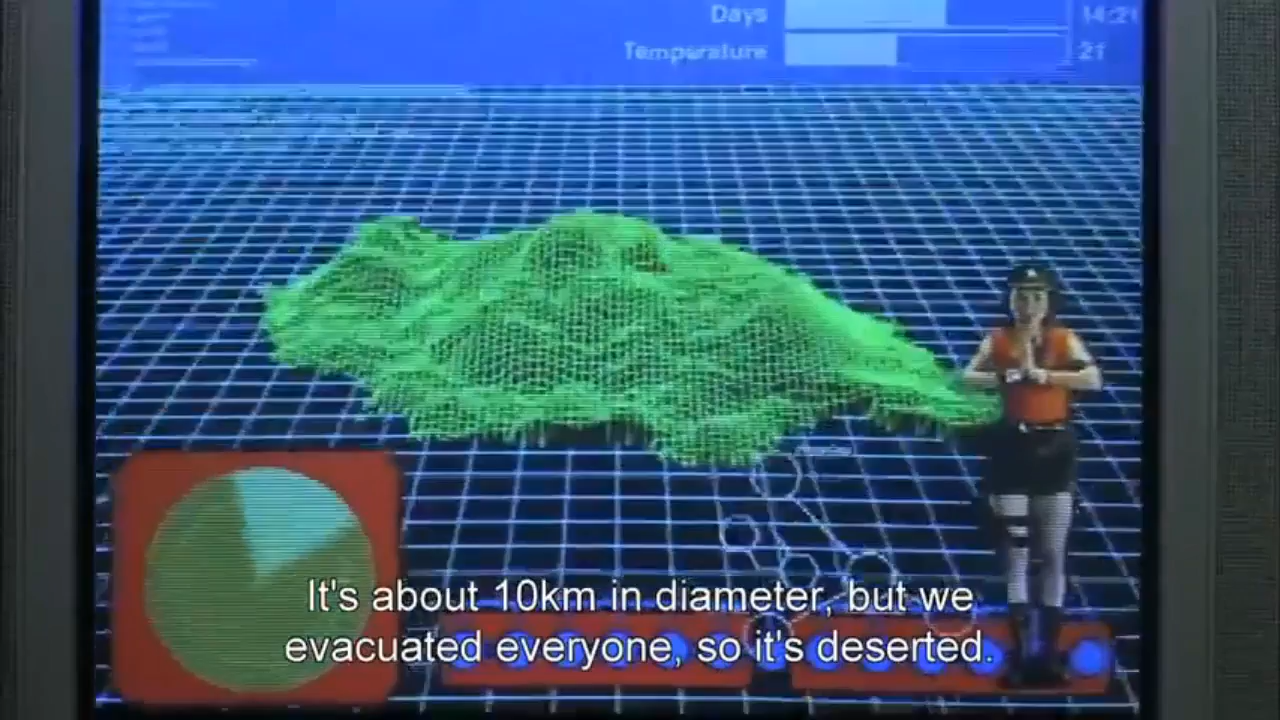 Days
14:21
Temperature
21
It's about 10km in diameter, but we
evacuated everyone, so it's deserted.